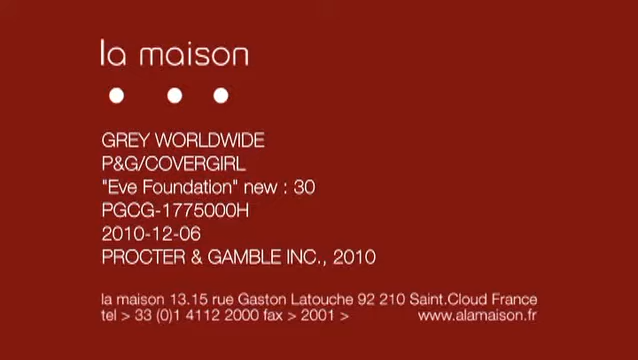 la maison
GREY WORLDWIDE
P&G/COVERGIRL
"Eve Foundation" new : 30
PGCG-1775000H
2010-12-06
PROCTER & GAMBLE INC., 2010
la maison 13.15 rue Gaston Latouche 92 210 Saint.Cloud France
tel > 33 (0)1 4112 2000 fax > 2001 > www.alamaison.fr